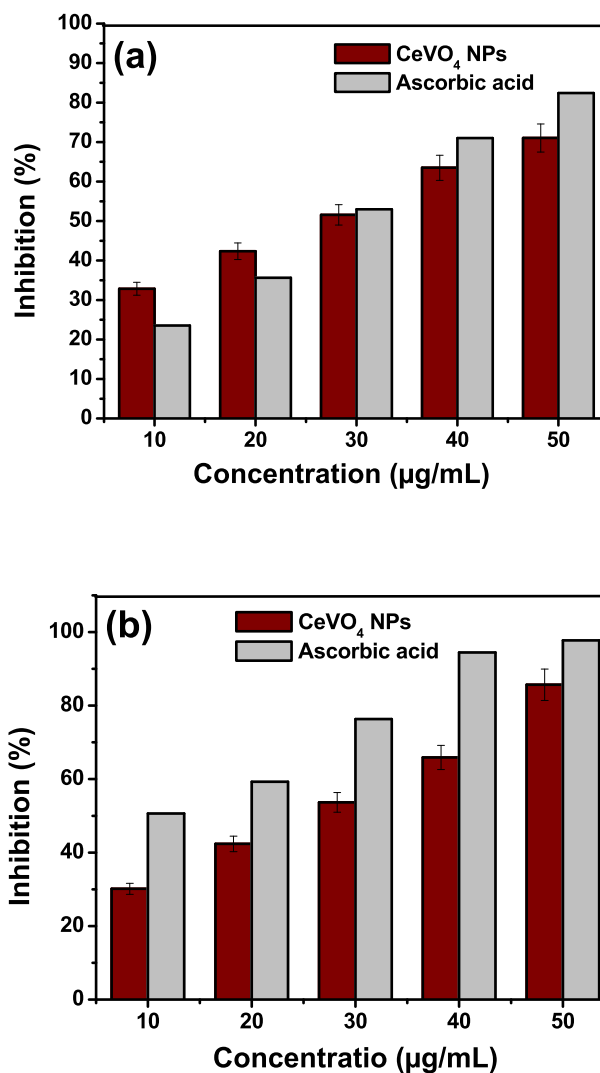 (a)
CeVO4 NPs
Ascorbic acid
100
90
80
70
60
50
40
30
20
10
0
Inhibition (%)
10 20 30 40 50
Concentration (µg/mL)
(b)
CeVO4 NPs
Ascorbic acid
100
80
60
40
20
0
Inhibition (%)
10 20 30 40 50
Concentratio (µg/mL)